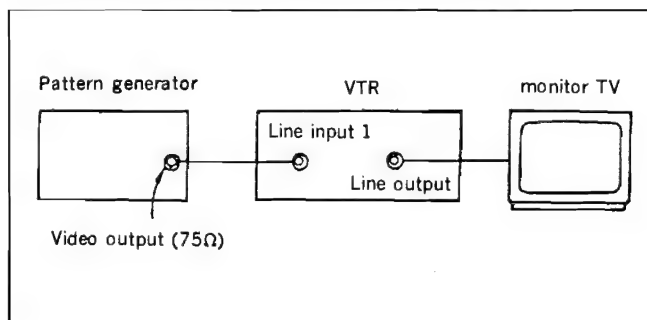 Pattern generator
VTR
monitor TV
Line input 1
Line output
Video output (75Ω)